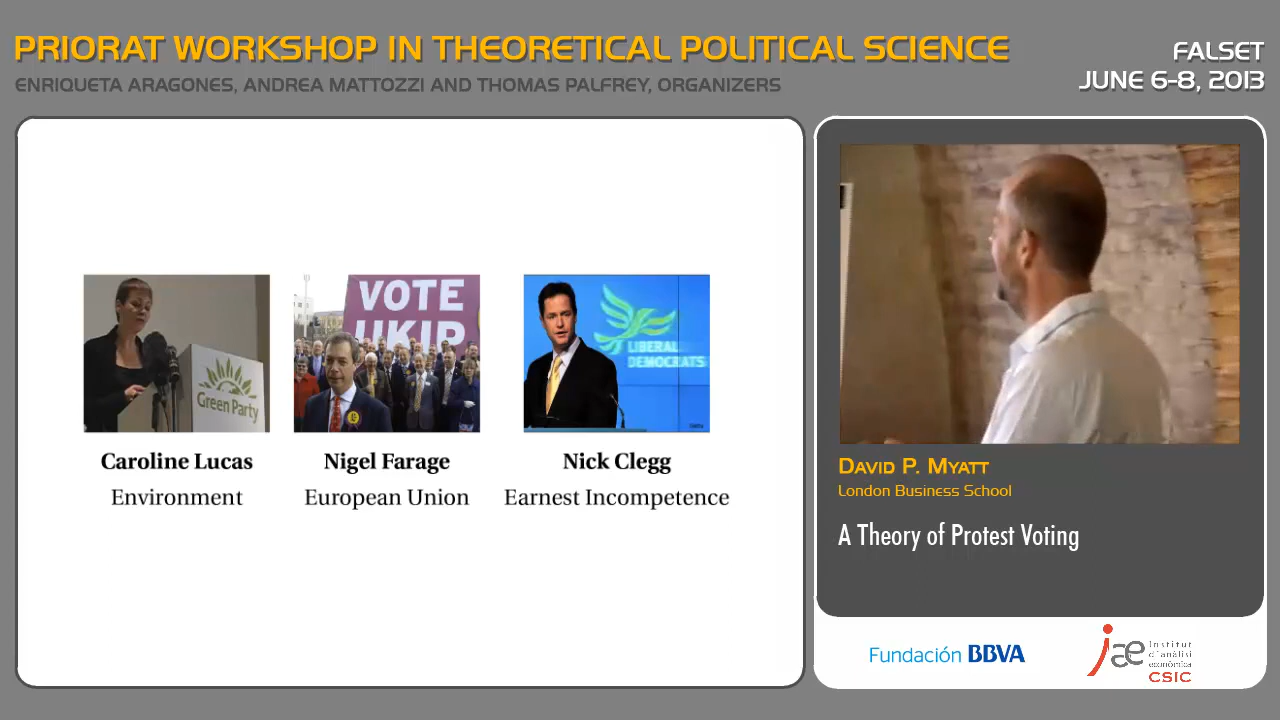 PRIORAT WORKSHOP IN THEORETICAL POLITICAL SCIENCE
ENRIQUETA ARAGONES, ANDREA MATTOZZI AND THOMAS PALFREY, ORGANIZERS
FALSET
JUNE 6-8, 2013
Green Party
VOTE
UKIP
LIBERAL
DEMOCRATS
Caroline Lucas
Environment
Nigel Farage
European Union
Nick Clegg
Earnest Incompetence
DAVID P. MYATT
London Business School
A Theory of Protest Voting
Fundación BBVA
iae
Institut
d'anàlisi
econòmica
CSIC